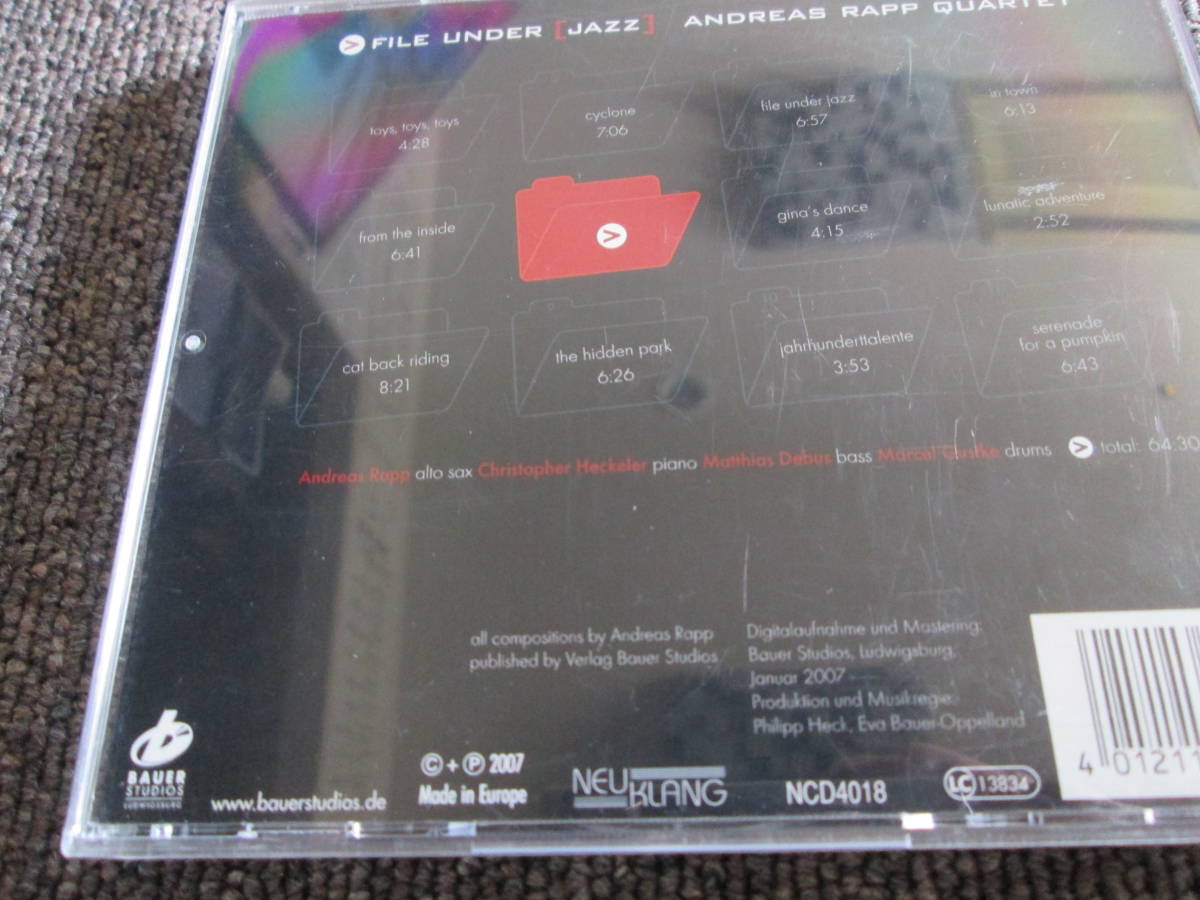 FILE UNDER [JAZZ] ANDREAS RAPP QUARTET
toys, toys, toys
4:28
cyclone
7:06
file under jazz
6:57
in town
6:13
from the inside
6:41
gina's dance
4:15
lunatic adventure
2:52
cat back riding
8:21
the hidden park
6:26
jahrhunderttalente
3:53
serenade
for a pumpkin
6:43
Andreas Rapp alto sax Christopher Heckeler piano Matthias Debus bass Marcel Gustke drums total: 64.30
all compositions by Andreas Rapp
published by Verlag Bauer Studios
Digitalaufnahme und Mastering:
Bauer Studios, Ludwigsburg,
Januar 2007
Produktion und Musikregie:
Philipp Heck, Eva Bauer-Oppelland
b
BAUER
STUDIOS
LUDWIGSBURG
www.bauerstudios.de
© + ℗ 2007
Made in Europe
NEUKLANG
NCD4018
LC 13834
4 01211